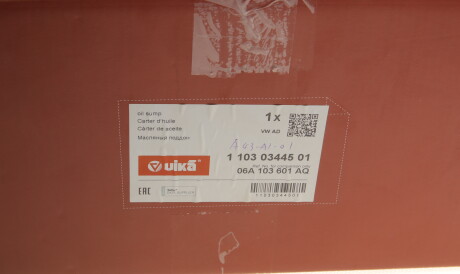 oil sump
Carter d'huile
Cárter de aceite
Масляный поддон
1x
VW AG
vika
1 103 03445 01
06A 103 601 AQ
EAC